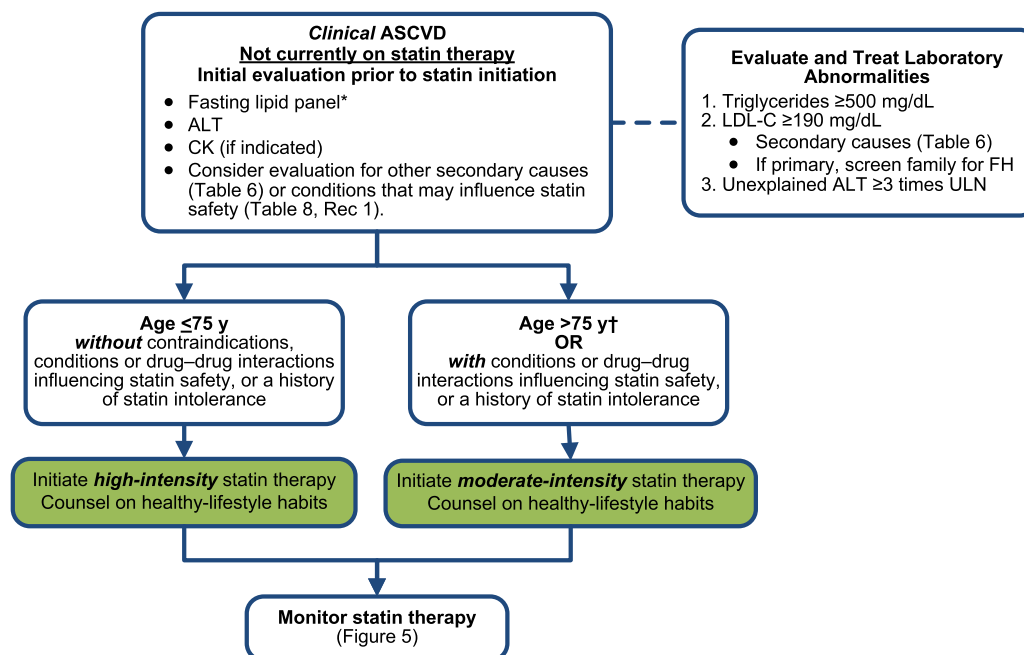 Clinical ASCVD
Not currently on statin therapy
Initial evaluation prior to statin initiation
● Fasting lipid panel*
● ALT
● CK (if indicated)
● Consider evaluation for other secondary causes
(Table 6) or conditions that may influence statin
safety (Table 8, Rec 1).
Evaluate and Treat Laboratory
Abnormalities
1. Triglycerides ≥500 mg/dL
2. LDL-C ≥190 mg/dL
● Secondary causes (Table 6)
● If primary, screen family for FH
3. Unexplained ALT ≥3 times ULN
Age ≤75 y
without contraindications,
conditions or drug–drug interactions
influencing statin safety, or a history
of statin intolerance
Age >75 y†
OR
with conditions or drug–drug
interactions influencing statin safety,
or a history of statin intolerance
Initiate high-intensity statin therapy
Counsel on healthy-lifestyle habits
Initiate moderate-intensity statin therapy
Counsel on healthy-lifestyle habits
Monitor statin therapy
(Figure 5)